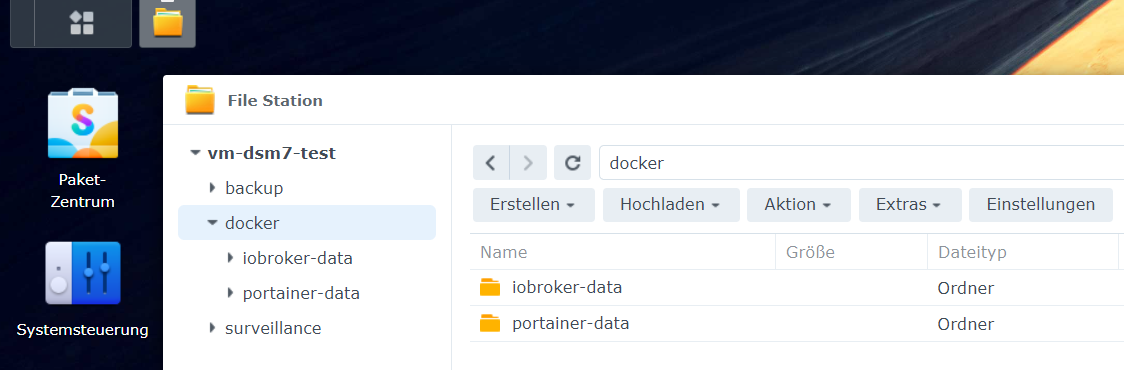 File Station
Paket-
Zentrum
Systemsteuerung
vm-dsm7-test
backup
docker
iobroker-data
portainer-data
surveillance
docker
Erstellen Hochladen Aktion Extras Einstellungen
Name Größe Dateityp
iobroker-data Ordner
portainer-data Ordner